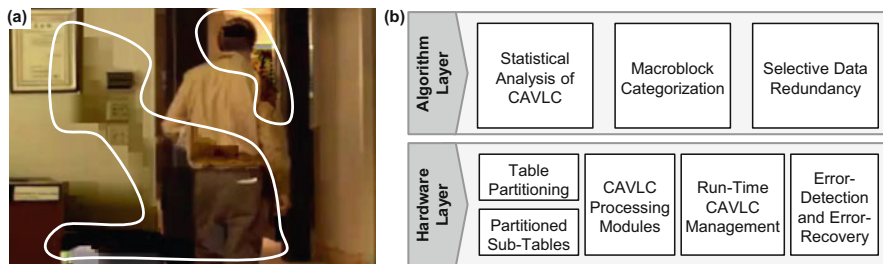 (a)
(b)
Algorithm
Layer
Statistical
Analysis of
CAVLC
Macroblock
Categorization
Selective Data
Redundancy
Hardware
Layer
Table
Partitioning
Partitioned
Sub-Tables
CAVLC
Processing
Modules
Run-Time
CAVLC
Management
Error-
Detection
and Error-
Recovery